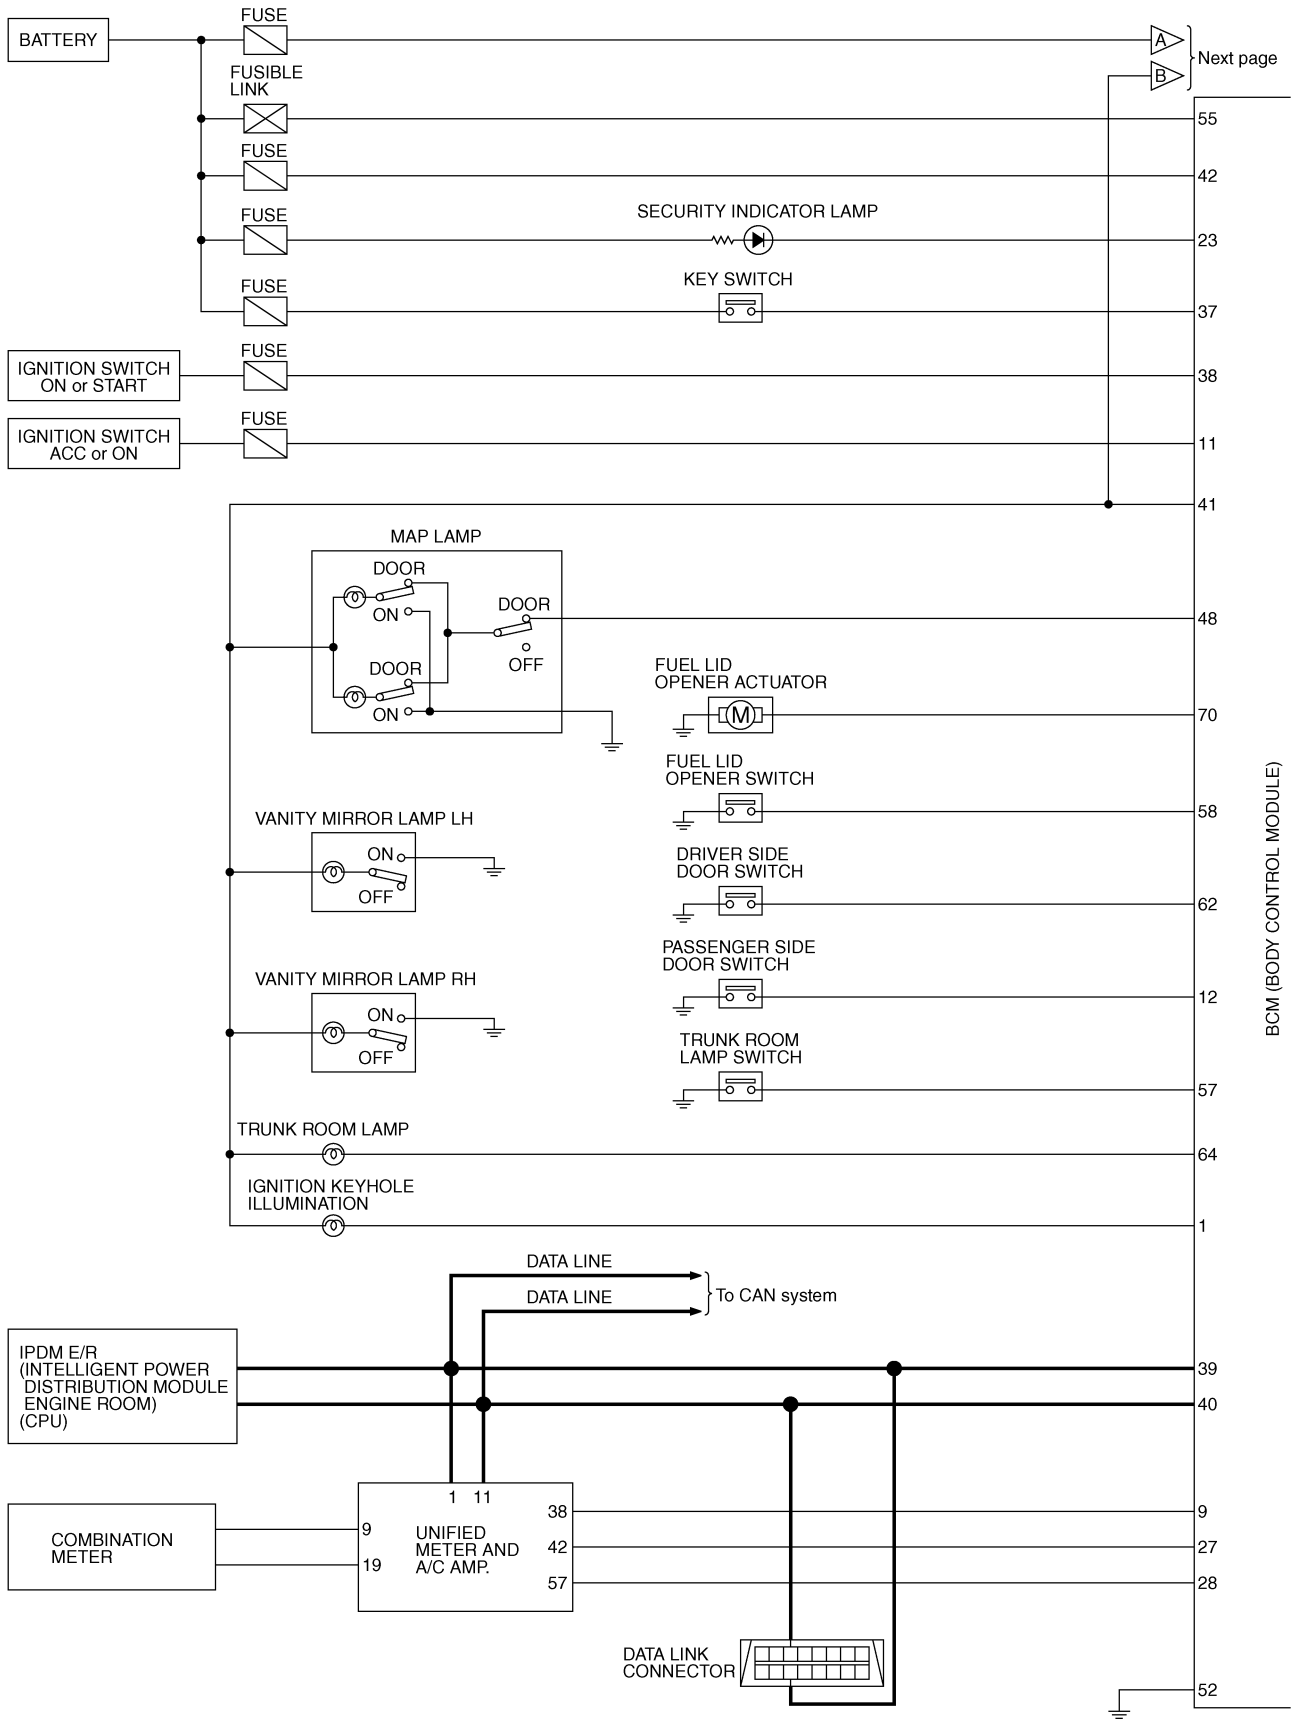 FUSE
BATTERY
A
B
Next page
FUSIBLE
LINK
55
FUSE
42
FUSE
SECURITY INDICATOR LAMP
23
FUSE
KEY SWITCH
37
FUSE
IGNITION SWITCH
ON or START
38
FUSE
IGNITION SWITCH
ACC or ON
11
41
MAP LAMP
DOOR
ON
DOOR
OFF
48
DOOR
ON
FUEL LID
OPENER ACTUATOR
M
70
FUEL LID
OPENER SWITCH
58
VANITY MIRROR LAMP LH
ON
OFF
DRIVER SIDE
DOOR SWITCH
62
PASSENGER SIDE
DOOR SWITCH
12
VANITY MIRROR LAMP RH
ON
OFF
TRUNK ROOM
LAMP SWITCH
57
TRUNK ROOM LAMP
64
IGNITION KEYHOLE
ILLUMINATION
1
BCM (BODY CONTROL MODULE)
DATA LINE
DATA LINE
To CAN system
IPDM E/R
(INTELLIGENT POWER
DISTRIBUTION MODULE
ENGINE ROOM)
(CPU)
39
40
1 11
38
9
COMBINATION
METER
9
19
UNIFIED
METER AND
A/C AMP.
42
27
57
28
DATA LINK
CONNECTOR
52